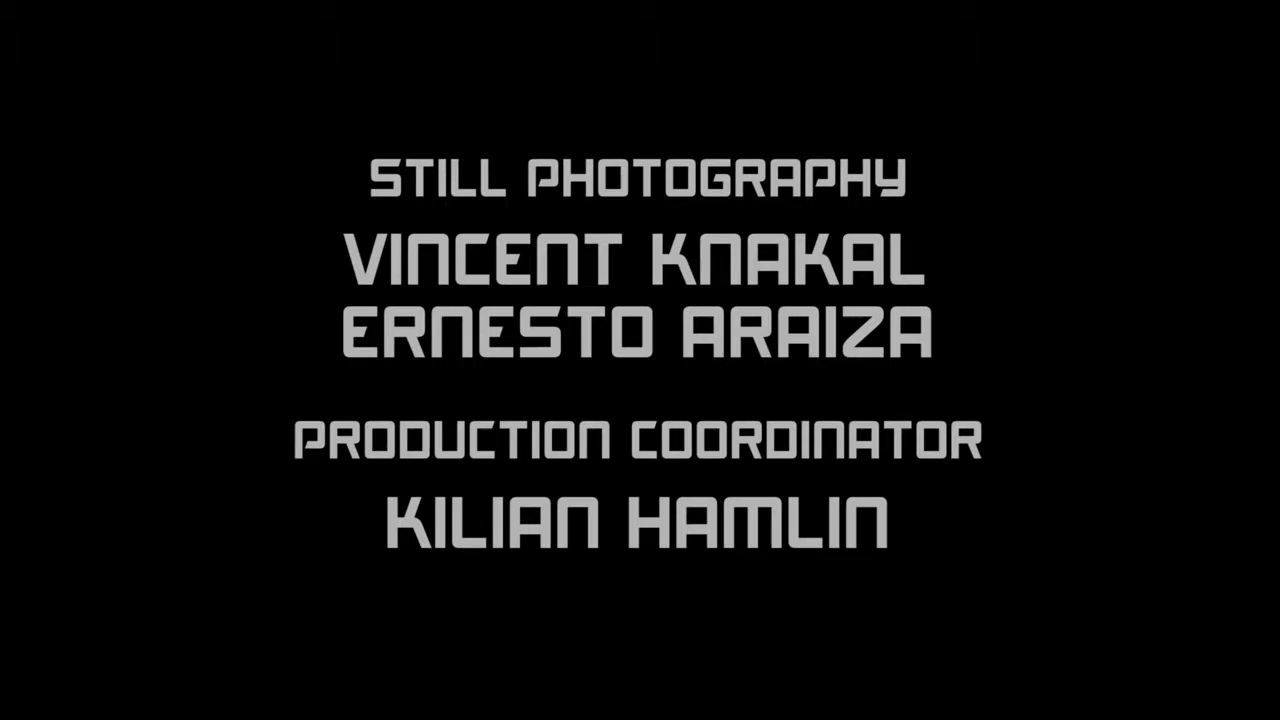 STILL PHOTOGRAPHY
VINCENT KNAKAL
ERNESTO ARAIZA
PRODUCTION COORDINATOR
KILIAN HAMLIN